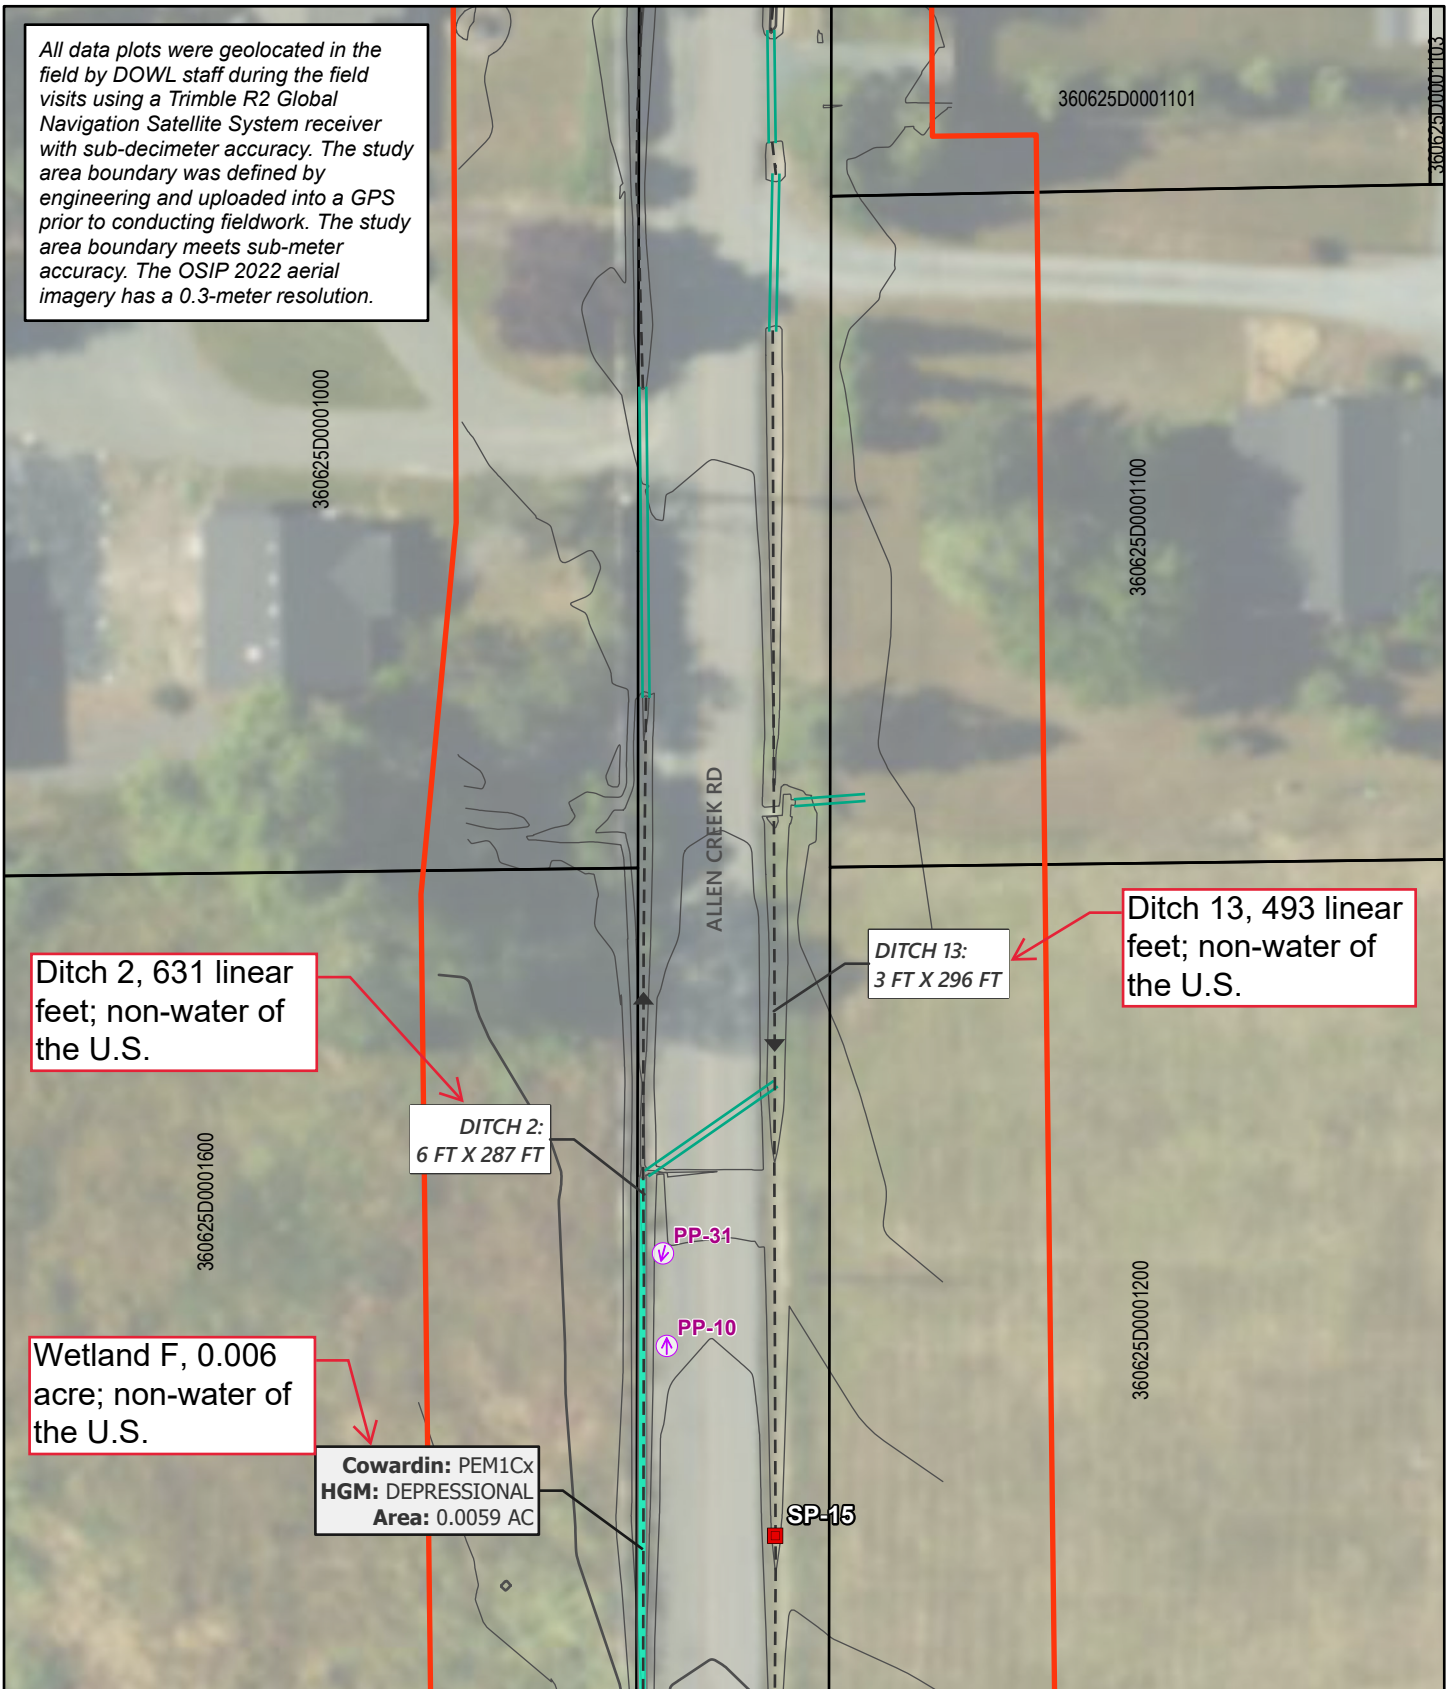 All data plots were geolocated in the
field by DOWL staff during the field
visits using a Trimble R2 Global
Navigation Satellite System receiver
with sub-decimeter accuracy. The study
area boundary was defined by
engineering and uploaded into a GPS
prior to conducting fieldwork. The study
area boundary meets sub-meter
accuracy. The OSIP 2022 aerial
imagery has a 0.3-meter resolution.
360625D0001101
360625D0001103
360625D0001000
360625D0001100
ALLEN CREEK RD
Ditch 13, 493 linear
feet; non-water of
the U.S.
DITCH 13:
3 FT X 296 FT
Ditch 2, 631 linear
feet; non-water of
the U.S.
DITCH 2:
6 FT X 287 FT
360625D0001600
PP-31
PP-10
360625D0001200
Wetland F, 0.006
acre; non-water of
the U.S.
Cowardin: PEM1Cx
HGM: DEPRESSIONAL
Area: 0.0059 AC
SP-15